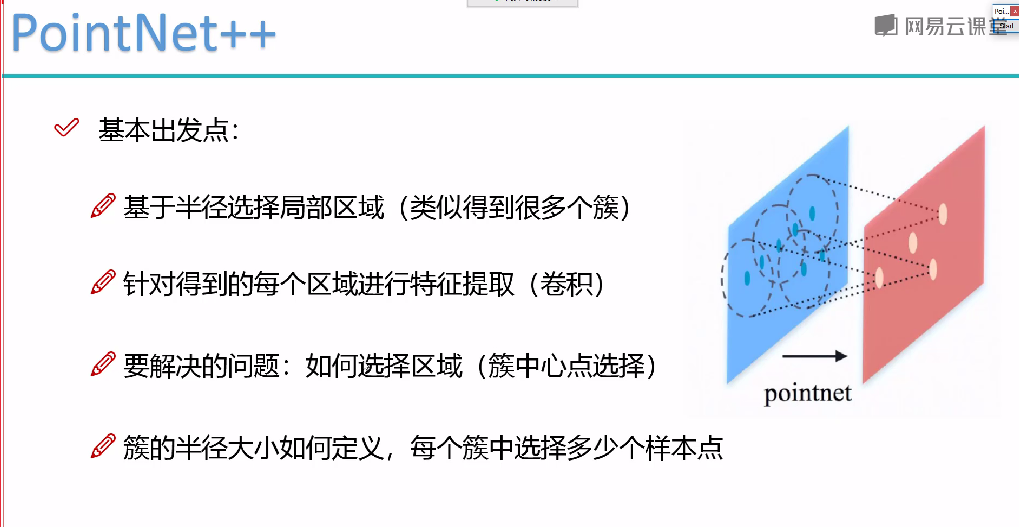 PointNet++
网易云课堂
基本出发点：
基于半径选择局部区域（类似得到很多个簇）
针对得到的每个区域进行特征提取（卷积）
要解决的问题：如何选择区域（簇中心点选择）
簇的半径大小如何定义，每个簇中选择多少个样本点
pointnet